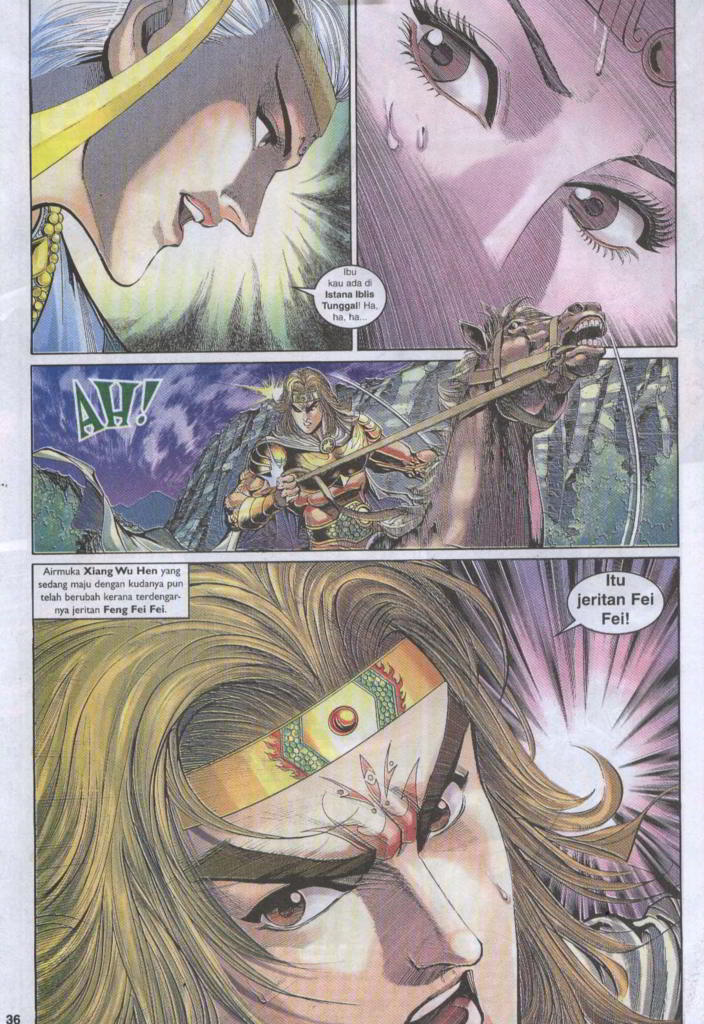 Ibu
kau ada di
Istana Iblis
Tunggal! Ha,
ha, ha...
AH!
Airmuka Xiang Wu Hen yang
sedang maju dengan kudanya pun
telah berubah kerana terdengar-
nya jeritan Feng Fei Fei.
Itu
jeritan Fei
Fei!
36